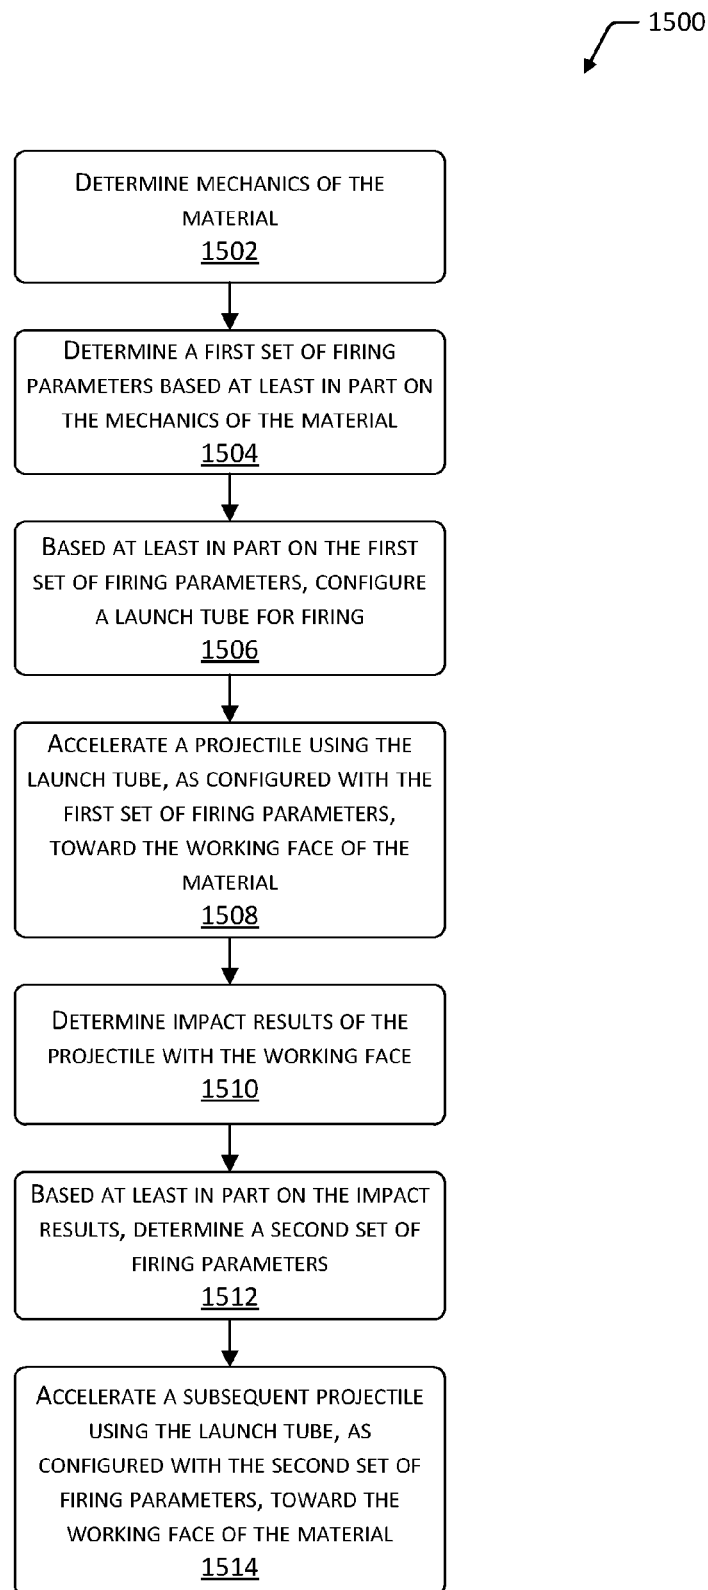 1500
DETERMINE MECHANICS OF THE
MATERIAL
1502
DETERMINE A FIRST SET OF FIRING
PARAMETERS BASED AT LEAST IN PART ON
THE MECHANICS OF THE MATERIAL
1504
BASED AT LEAST IN PART ON THE FIRST
SET OF FIRING PARAMETERS, CONFIGURE
A LAUNCH TUBE FOR FIRING
1506
ACCELERATE A PROJECTILE USING THE
LAUNCH TUBE, AS CONFIGURED WITH THE
FIRST SET OF FIRING PARAMETERS,
TOWARD THE WORKING FACE OF THE
MATERIAL
1508
DETERMINE IMPACT RESULTS OF THE
PROJECTILE WITH THE WORKING FACE
1510
BASED AT LEAST IN PART ON THE IMPACT
RESULTS, DETERMINE A SECOND SET OF
FIRING PARAMETERS
1512
ACCELERATE A SUBSEQUENT PROJECTILE
USING THE LAUNCH TUBE, AS
CONFIGURED WITH THE SECOND SET OF
FIRING PARAMETERS, TOWARD THE
WORKING FACE OF THE MATERIAL
1514